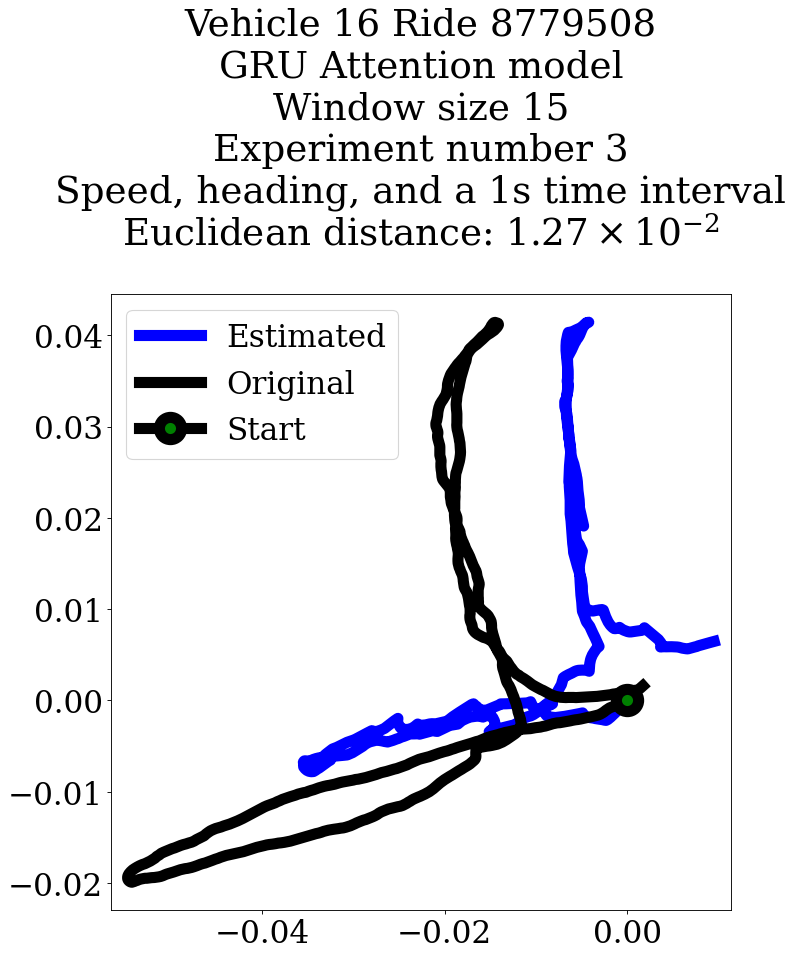 Vehicle 16 Ride 8779508
GRU Attention model
Window size 15
Experiment number 3
Speed, heading, and a 1s time interval
Euclidean distance: 1.27 × 10⁻²
Estimated
Original
Start
0.04
0.03
0.02
0.01
0.00
−0.01
−0.02
−0.04
−0.02
0.00